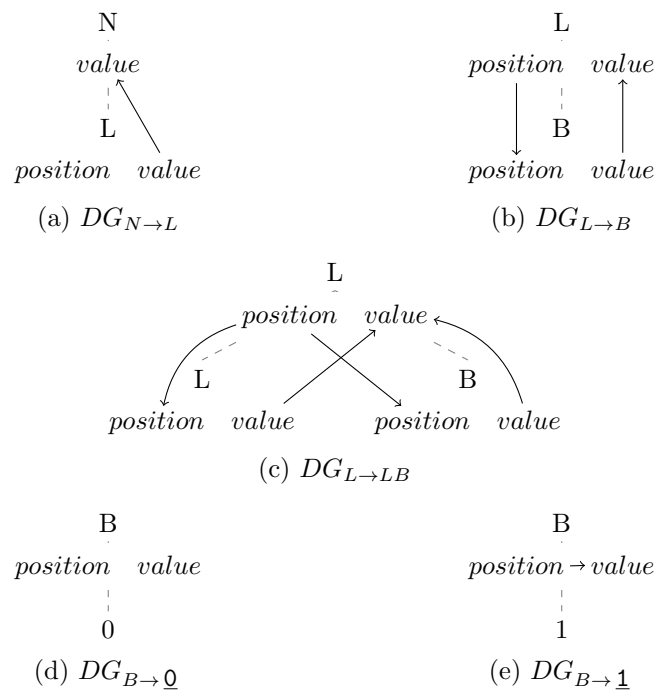 N
value
L
position value
(a) DG_{N→L}
L
position value
B
position value
(b) DG_{L→B}
L
position value
L
B
position value position value
(c) DG_{L→LB}
B
position value
0
(d) DG_{B→0}
B
position → value
1
(e) DG_{B→1}